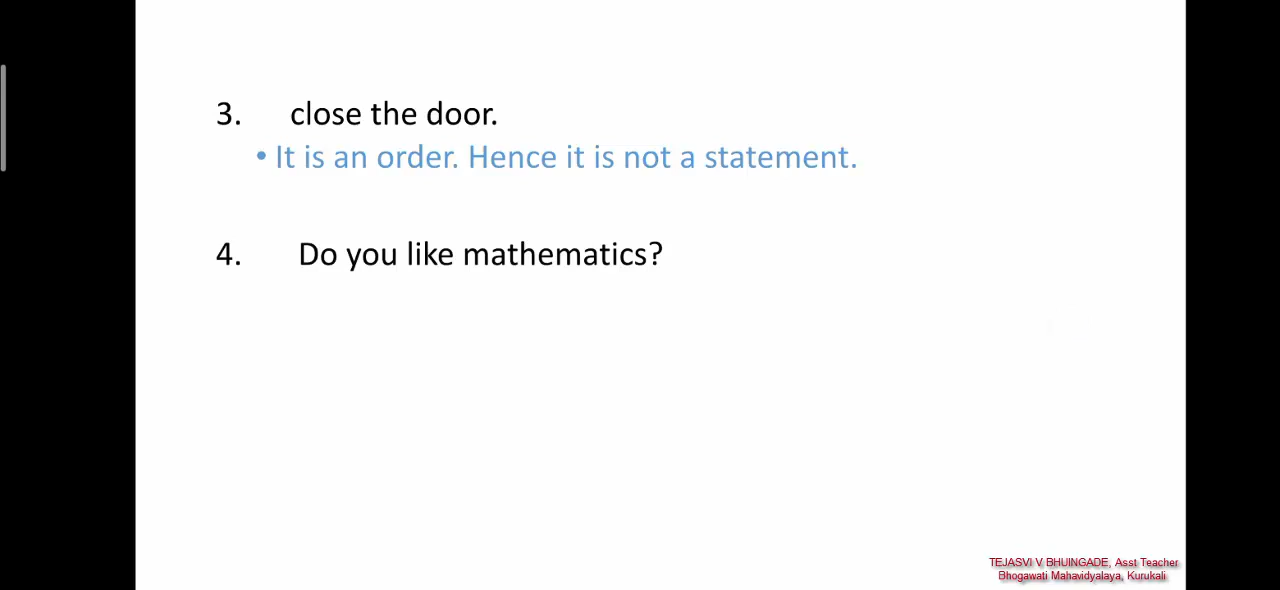 3. close the door.
• It is an order. Hence it is not a statement.
4. Do you like mathematics?
TEJASVI V BHUINGADE, Asst Teacher
Bhogawati Mahavidyalaya, Kurukali